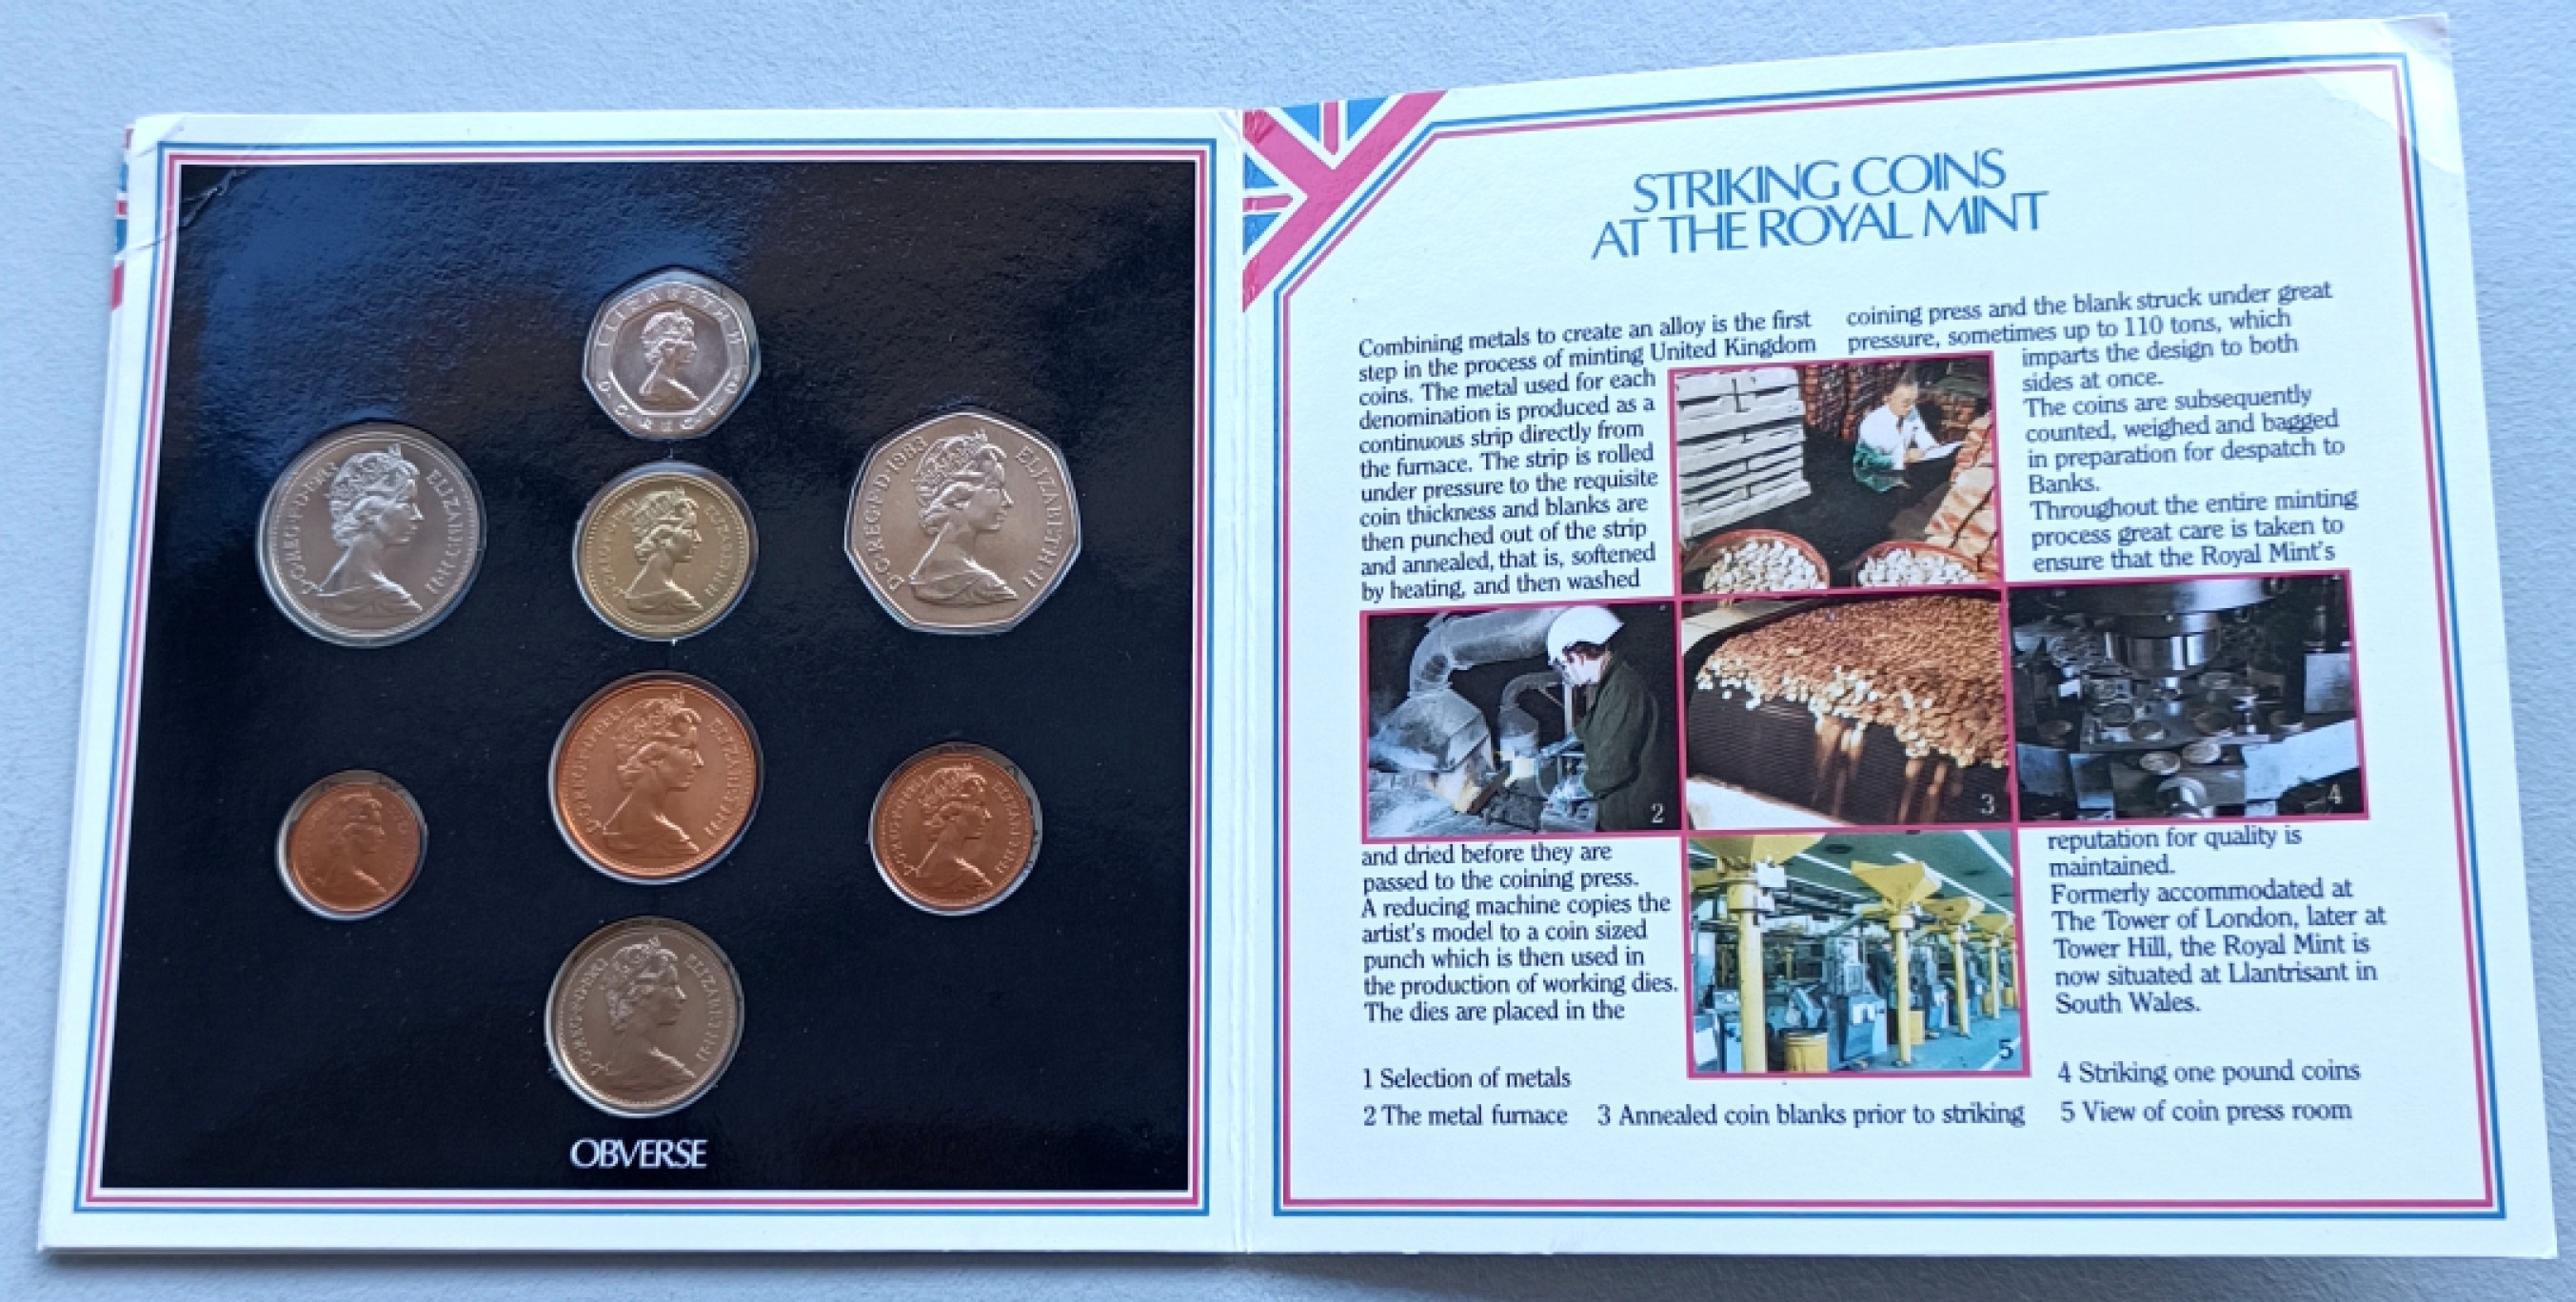 ELIZABETH II
D·G·REG·F·D·1983
ELIZABETH·II
D·G·REG·F·D·1983
ELIZABETH·II
OBVERSE
STRIKING COINS
AT THE ROYAL MINT
Combining metals to create an alloy is the first
step in the process of minting United Kingdom
coins. The metal used for each
denomination is produced as a
continuous strip directly from
the furnace. The strip is rolled
under pressure to the requisite
coin thickness and blanks are
then punched out of the strip
and annealed, that is, softened
by heating, and then washed
and dried before they are
passed to the coining press.
A reducing machine copies the
artist's model to a coin sized
punch which is then used in
the production of working dies.
The dies are placed in the
coining press and the blank struck under great
pressure, sometimes up to 110 tons, which
imparts the design to both
sides at once.
The coins are subsequently
counted, weighed and bagged
in preparation for despatch to
Banks.
Throughout the entire minting
process great care is taken to
ensure that the Royal Mint's
reputation for quality is
maintained.
Formerly accommodated at
The Tower of London, later at
Tower Hill, the Royal Mint is
now situated at Llantrisant in
South Wales.
2
3
4
5
1 Selection of metals
2 The metal furnace
3 Annealed coin blanks prior to striking
4 Striking one pound coins
5 View of coin press room